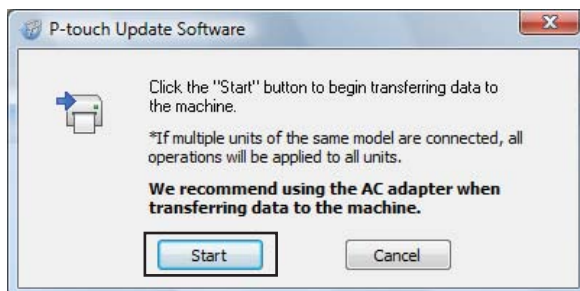 P-touch Update Software
Click the "Start" button to begin transferring data to
the machine.
*If multiple units of the same model are connected, all
operations will be applied to all units.
We recommend using the AC adapter when
transferring data to the machine.
Start Cancel